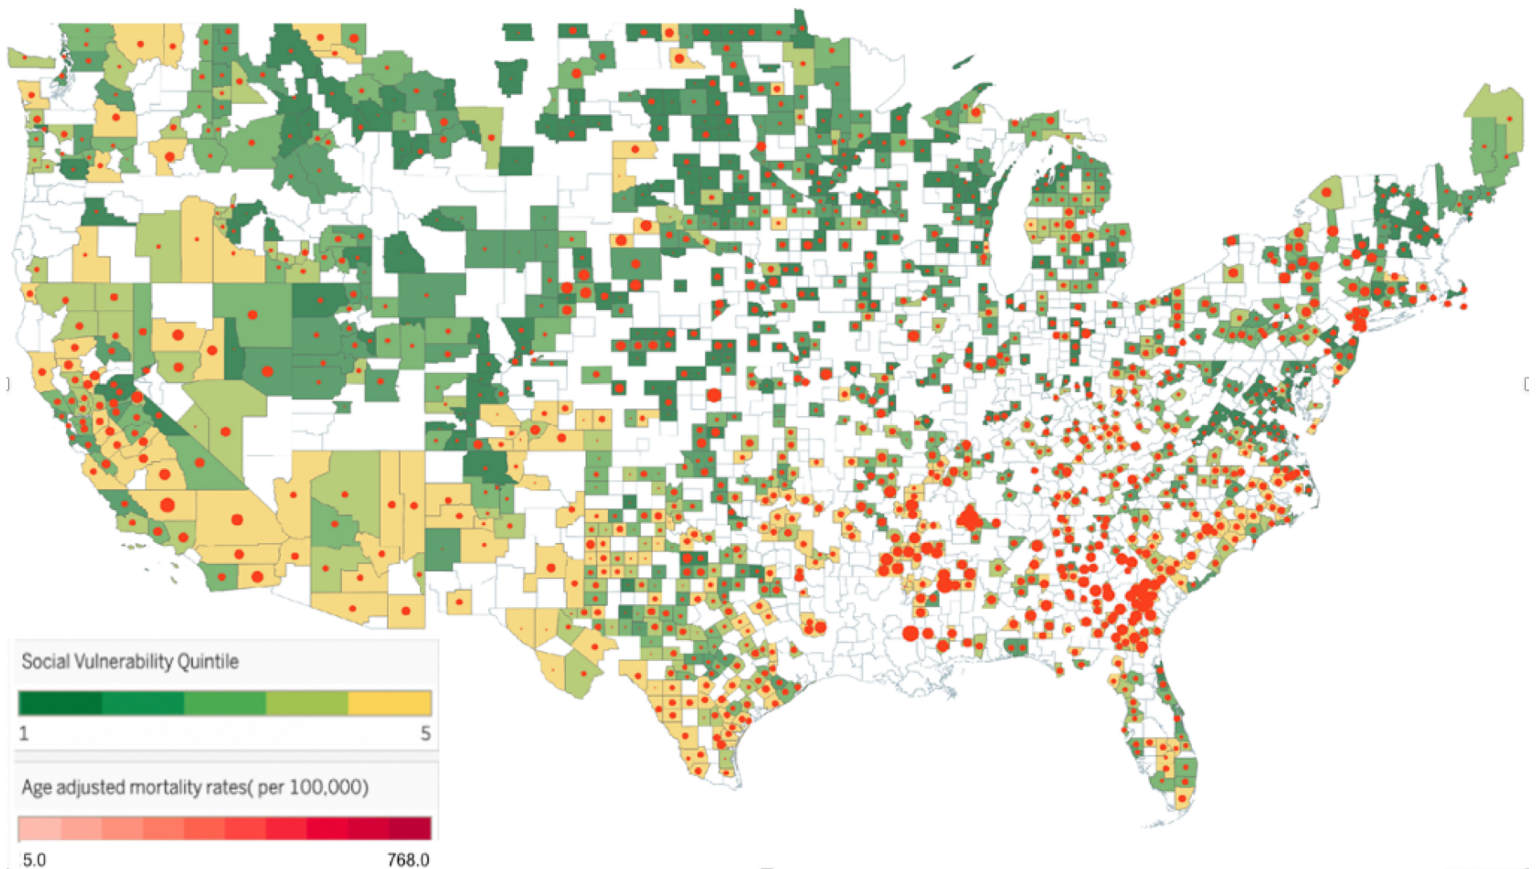 Social Vulnerability Quintile
1 5
Age adjusted mortality rates( per 100,000)
5.0 768.0